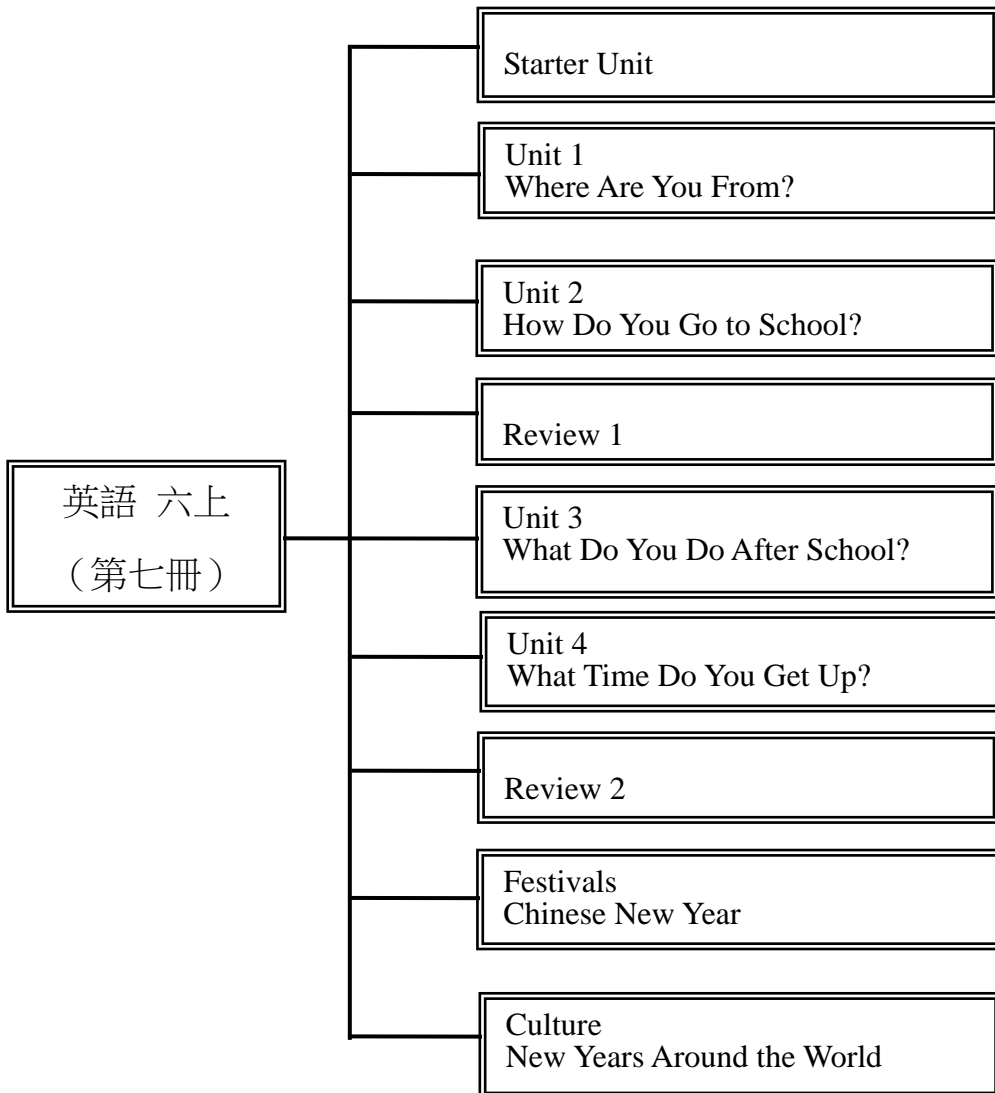 Starter Unit
Unit 1
Where Are You From?
Unit 2
How Do You Go to School?
Review 1
英語 六上
（第七冊）
Unit 3
What Do You Do After School?
Unit 4
What Time Do You Get Up?
Review 2
Festivals
Chinese New Year
Culture
New Years Around the World